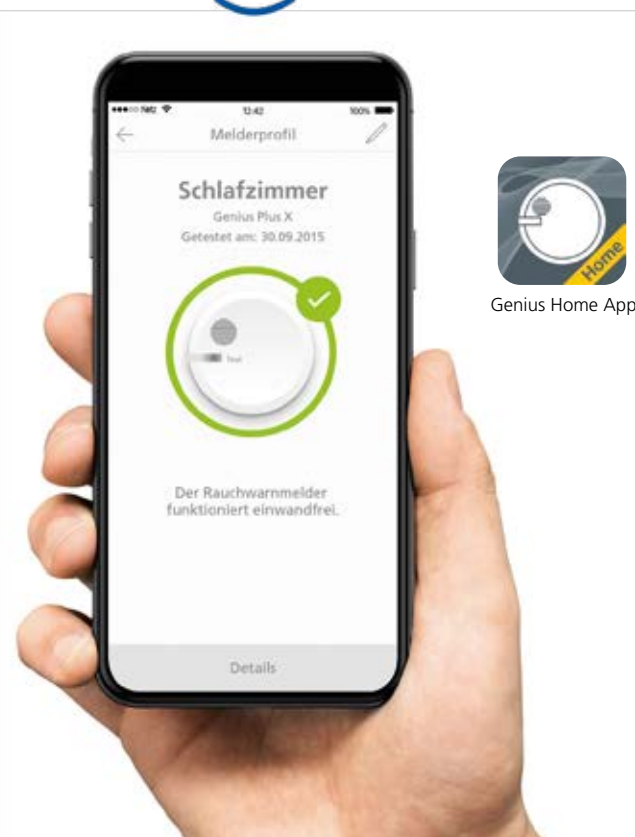 Netz 12:42 100%
Melderprofil
Schlafzimmer
Genius Plus X
Getestet am: 30.09.2015
Test
Der Rauchwarnmelder
funktioniert einwandfrei.
Details
Home
Genius Home App